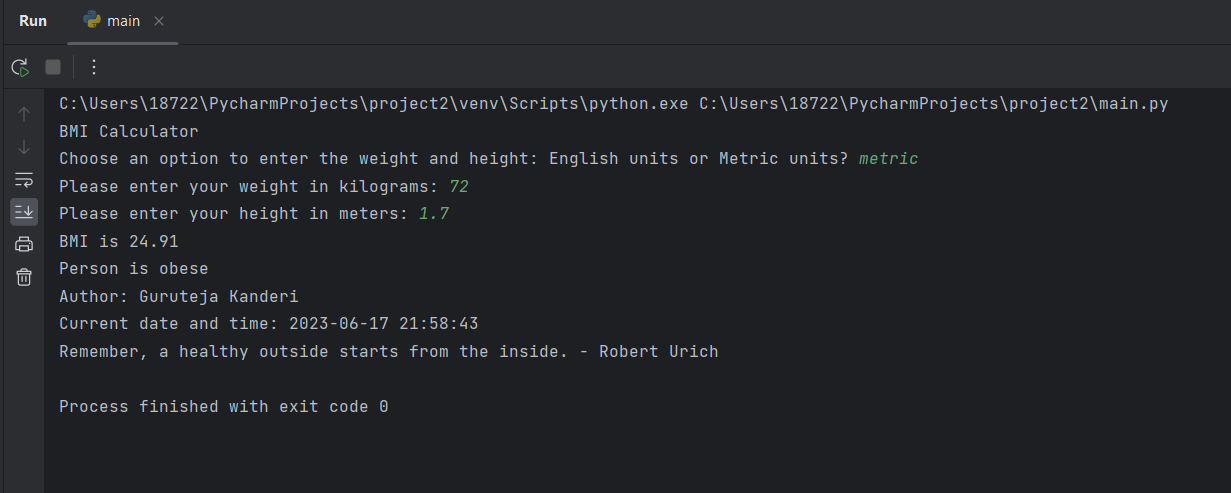 Run main
C:\Users\18722\PycharmProjects\project2\venv\Scripts\python.exe C:\Users\18722\PycharmProjects\project2\main.py
BMI Calculator
Choose an option to enter the weight and height: English units or Metric units? metric
Please enter your weight in kilograms: 72
Please enter your height in meters: 1.7
BMI is 24.91
Person is obese
Author: Guruteja Kanderi
Current date and time: 2023-06-17 21:58:43
Remember, a healthy outside starts from the inside. - Robert Urich
Process finished with exit code 0